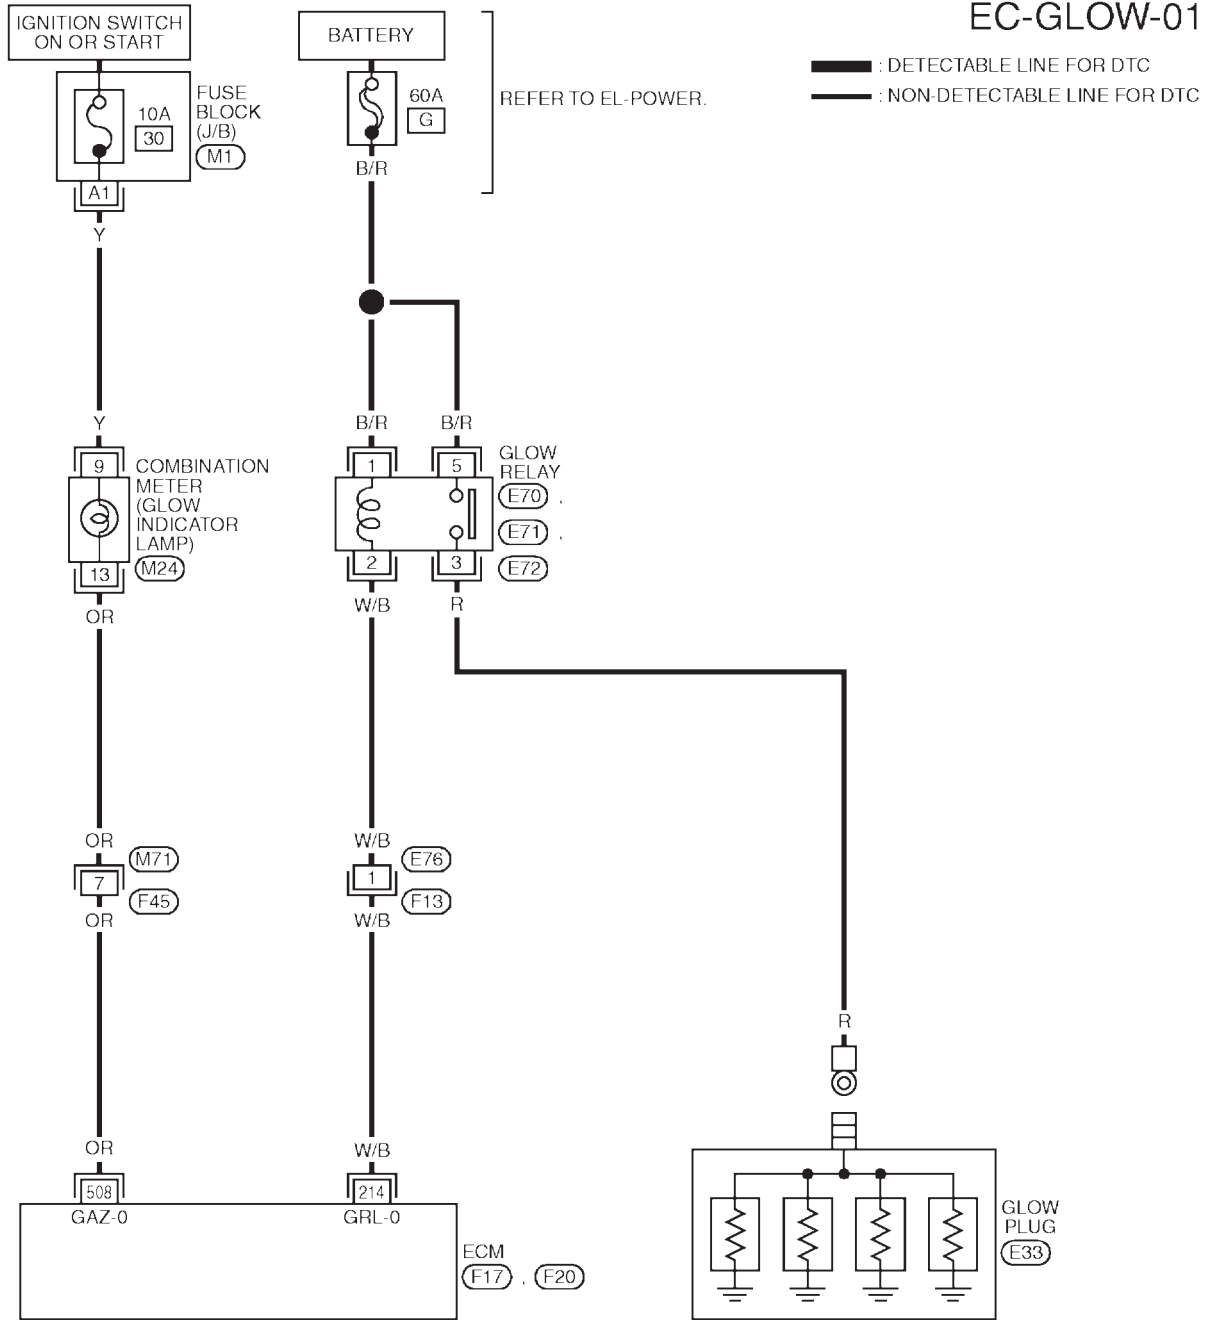 EC-GLOW-01
IGNITION SWITCH
ON OR START
BATTERY
: DETECTABLE LINE FOR DTC
: NON-DETECTABLE LINE FOR DTC
10A
30
FUSE
BLOCK
(J/B)
M1
60A
G
REFER TO EL-POWER.
B/R
A1
Y
Y
B/R
B/R
9
COMBINATION
METER
(GLOW
INDICATOR
LAMP)
M24
13
1
5
GLOW
RELAY
E70 ,
E71 ,
E72
2
3
OR
W/B
R
OR
M71
7
F45
OR
W/B
E76
1
F13
W/B
R
OR
W/B
508
214
GAZ-0
GRL-0
ECM
F17 , F20
GLOW
PLUG
E33